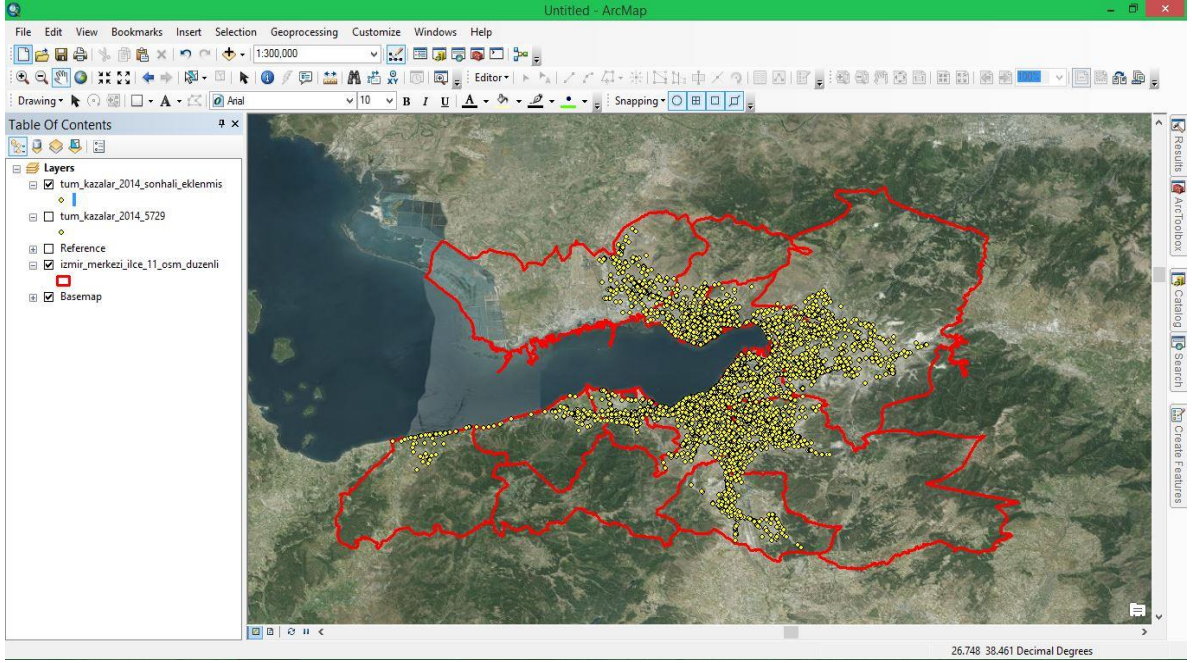 Untitled - ArcMap
File Edit View Bookmarks Insert Selection Geoprocessing Customize Windows Help
1:300,000
Editor
100%
Drawing A Arial 10 B I U A Snapping
Table Of Contents
Layers
tum_kazalar_2014_sonhali_eklenmis
tum_kazalar_2014_5729
Reference
izmir_merkezi_ilce_11_osm_duzenli
Basemap
Results
ArcToolbox
Catalog
Search
Create Features
26.748 38.461 Decimal Degrees